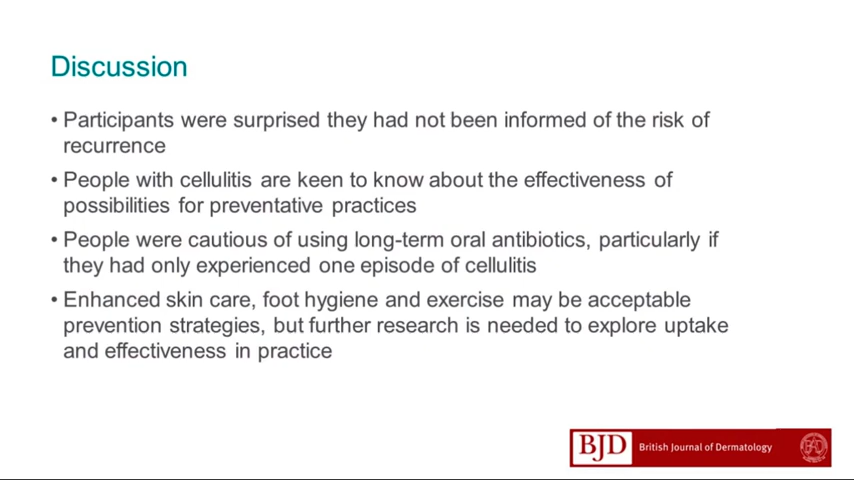 Discussion
• Participants were surprised they had not been informed of the risk of
recurrence
• People with cellulitis are keen to know about the effectiveness of
possibilities for preventative practices
• People were cautious of using long-term oral antibiotics, particularly if
they had only experienced one episode of cellulitis
• Enhanced skin care, foot hygiene and exercise may be acceptable
prevention strategies, but further research is needed to explore uptake
and effectiveness in practice
BJD British Journal of Dermatology